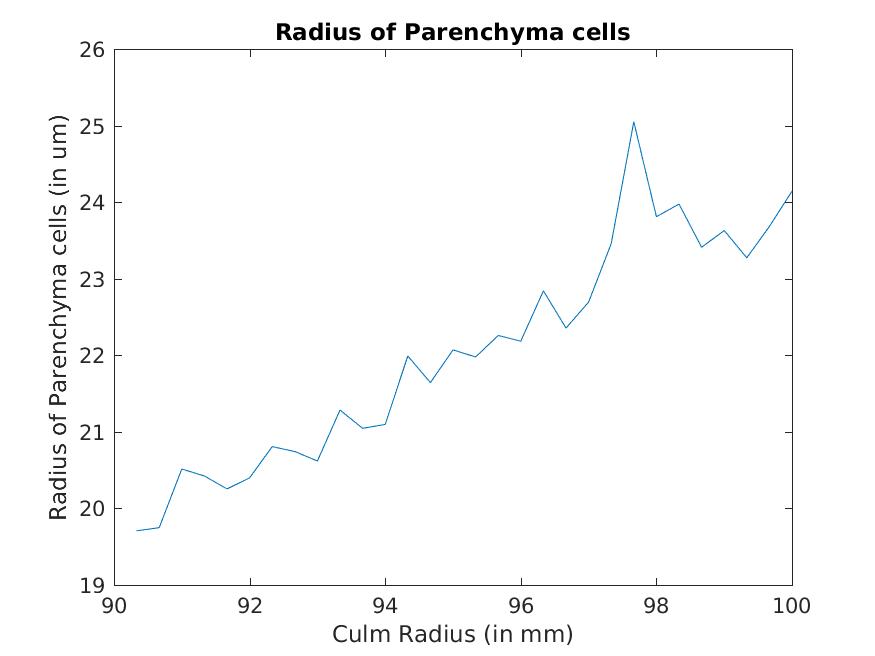 Radius of Parenchyma cells
26
25
24
23
22
21
20
19
Radius of Parenchyma cells (in um)
90 92 94 96 98 100
Culm Radius (in mm)